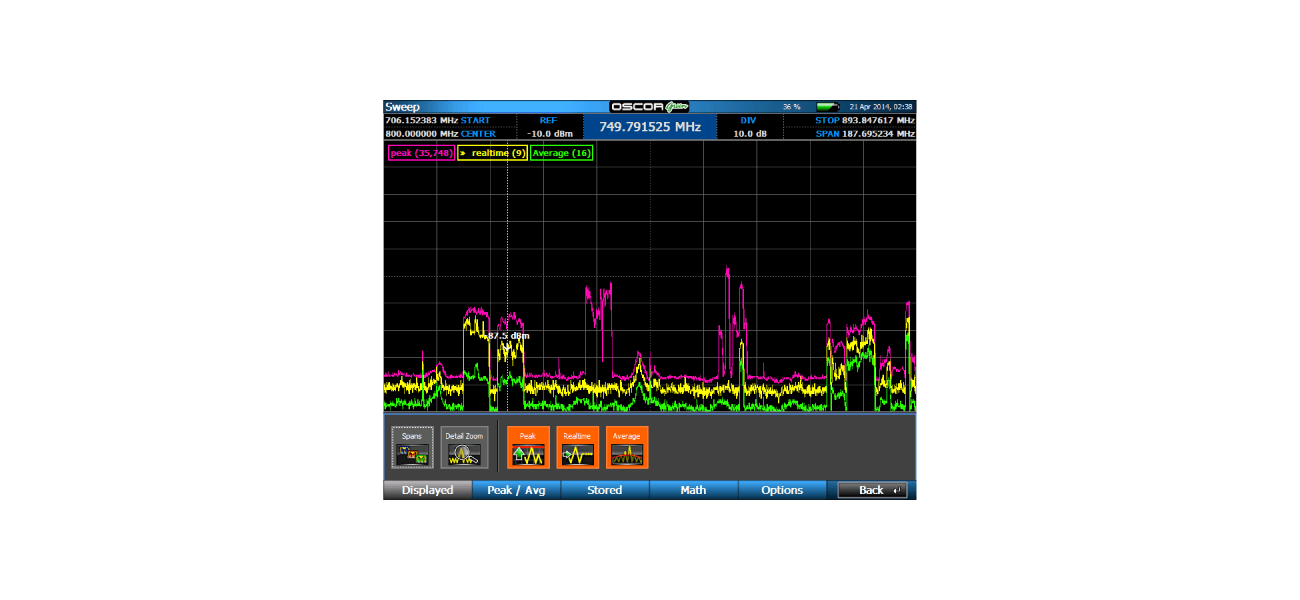 Sweep OSCOR Green 36 % 21 Apr 2014, 02:38
706.152383 MHz START REF 749.791525 MHz DIV STOP 893.847617 MHz
800.000000 MHz CENTER -10.0 dBm 10.0 dB SPAN 187.695234 MHz
peak (35,748) » realtime (9) Average (16)
-87.5 dBm
Spans Detail Zoom Peak Realtime Average
Displayed Peak / Avg Stored Math Options Back ↵